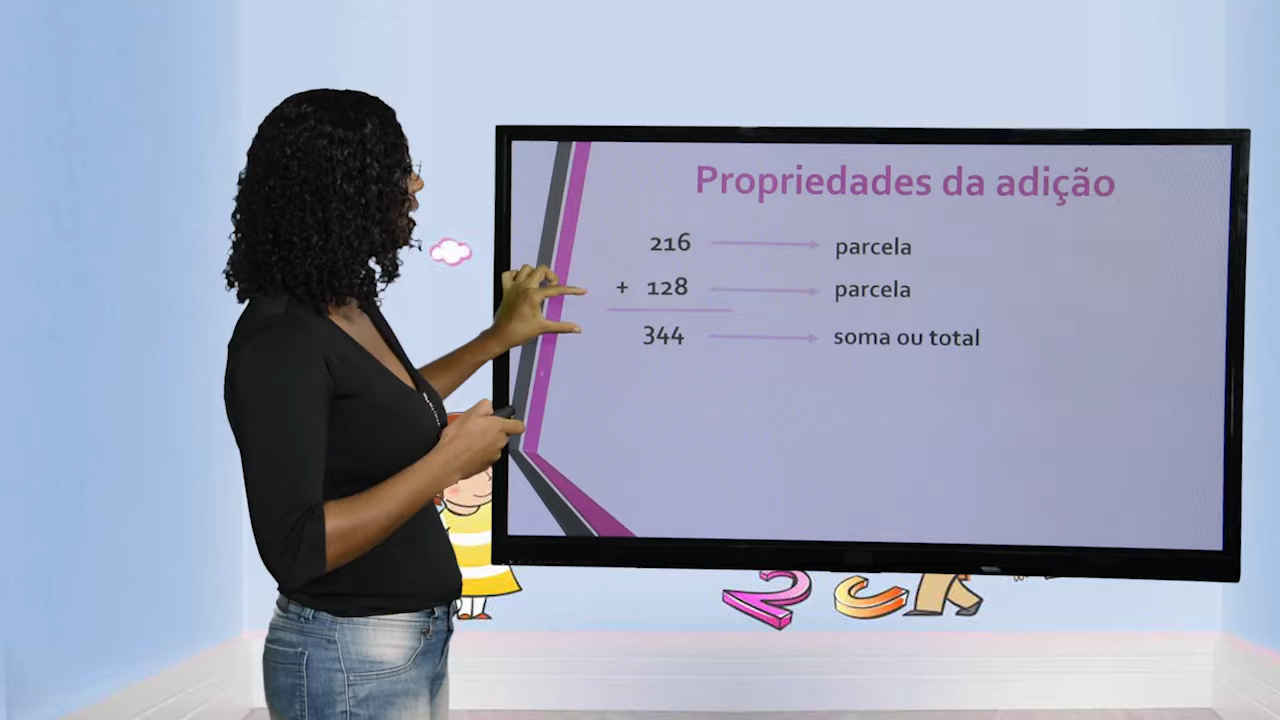 Propriedades da adição
216 parcela
+ 128 parcela
344 soma ou total